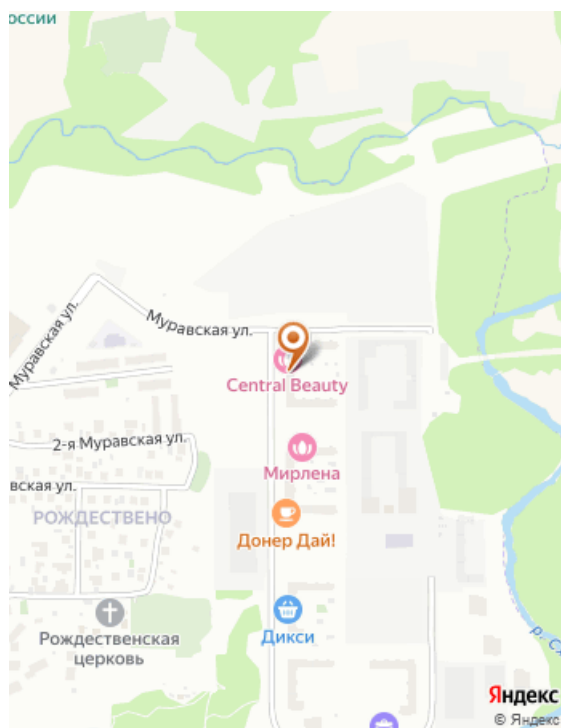 оссии
Муравская ул.
Муравская ул.
Central Beauty
2-я Муравская ул.
Мирлена
вская ул.
РОЖДЕСТВЕНО
Донер Дай!
Рождественская
церковь
Дикси
р. Сх
Яндекс
© Яндекс